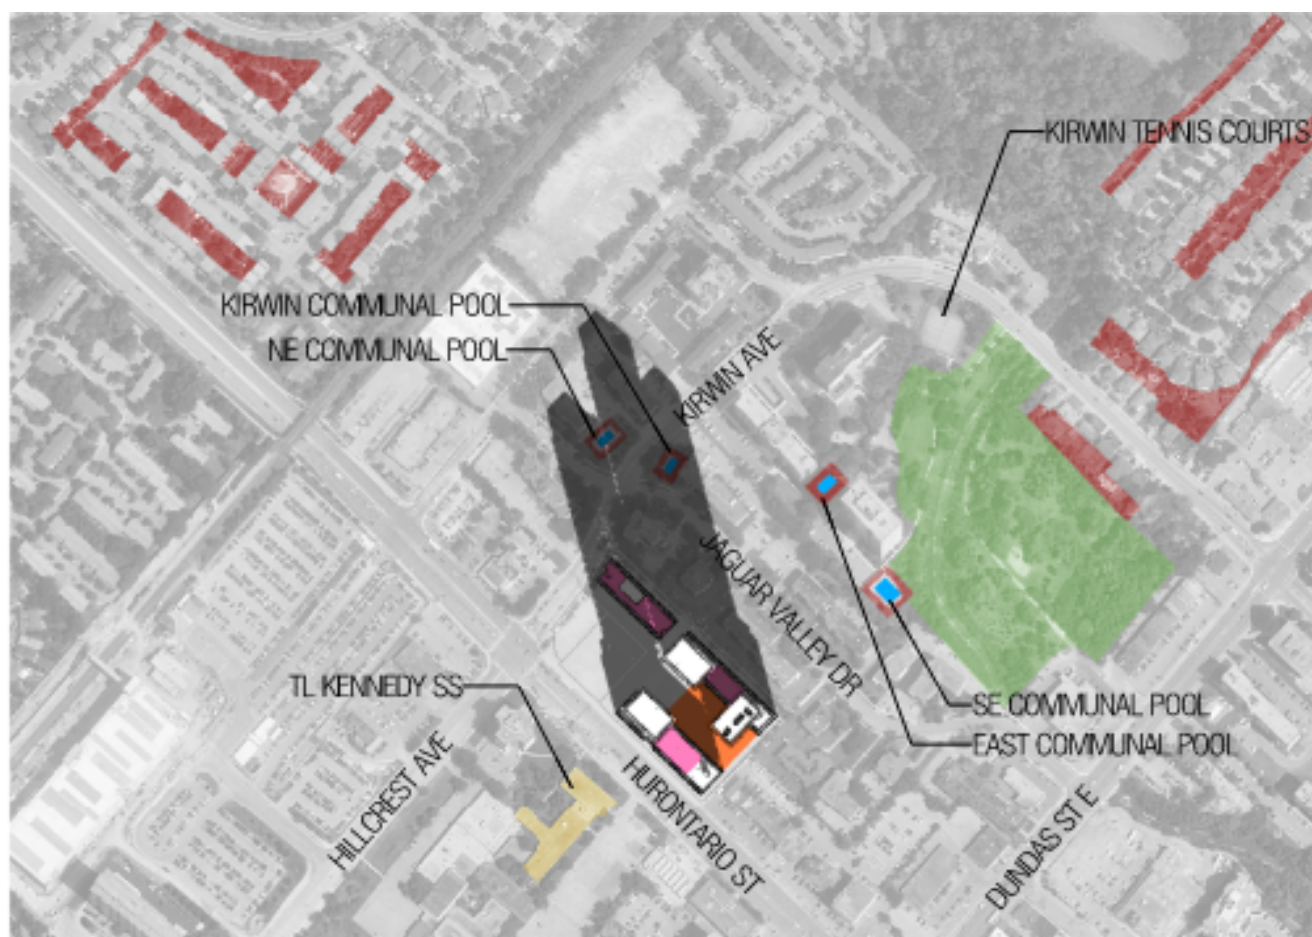 KIRWIN TENNIS COURTS
KIRWIN COMMUNAL POOL
NE COMMUNAL POOL
KIRWIN AVE
JAGUAR VALLEY DR
TL KENNEDY SS
SE COMMUNAL POOL
EAST COMMUNAL POOL
HILLCREST AVE
HURONTARIO ST
DUNDAS ST E